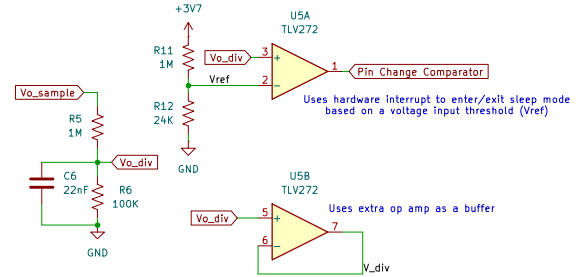 +3V7
U5A
TLV272
R11
1M
Vo_div
3
+
2
−
1
Pin Change Comparator
Vref
Vo_sample
R12
24K
GND
Uses hardware interrupt to enter/exit sleep mode
based on a voltage input threshold (Vref)
R5
1M
Vo_div
C6
22nF
R6
100K
GND
U5B
TLV272
Uses extra op amp as a buffer
Vo_div
5
+
6
−
7
V_div